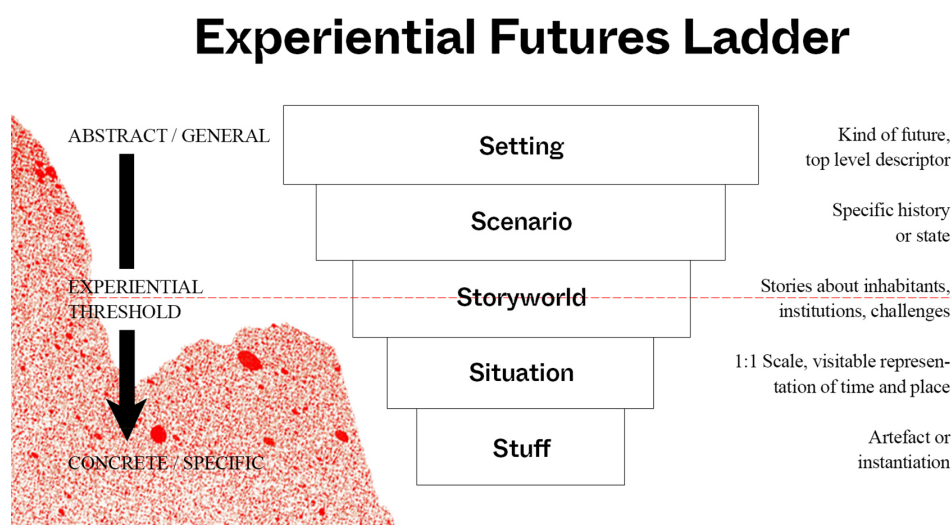 Experiential Futures Ladder
ABSTRACT / GENERAL
Setting
Kind of future,
top level descriptor
Scenario
Specific history
or state
EXPERIENTIAL
THRESHOLD
Storyworld
Stories about inhabitants,
institutions, challenges
Situation
1:1 Scale, visitable represen-
tation of time and place
CONCRETE / SPECIFIC
Stuff
Artefact or
instantiation